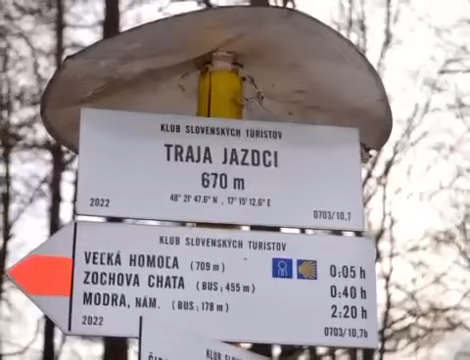 KLUB SLOVENSKÝCH TURISTOV
TRAJA JAZDCI
670 m
48° 21' 47.6" N , 17° 15' 12.6" E
2022 0703/10,7
KLUB SLOVENSKÝCH TURISTOV
VEĽKÁ HOMOĽA (709 m) 0:05 h
ZOCHOVA CHATA (BUS; 455 m) 0:40 h
MODRA, NÁM. (BUS; 178 m) 2:20 h
2022 0703/10,7b
KLUB